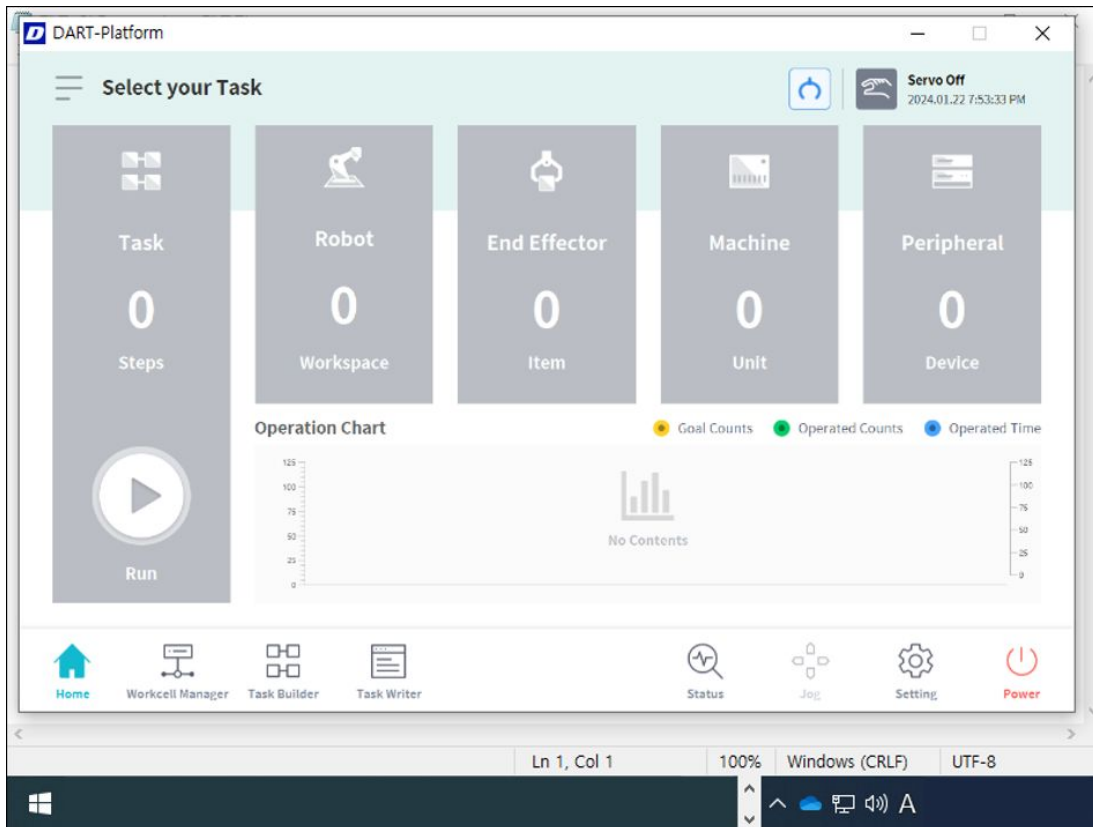 DART-Platform
Select your Task
Servo Off
2024.01.22 7:53:33 PM
Task
0
Steps
Run
Robot
0
Workspace
End Effector
0
Item
Machine
0
Unit
Peripheral
0
Device
Operation Chart
Goal Counts
Operated Counts
Operated Time
125
100
75
50
25
0
No Contents
125
100
75
50
25
0
Home
Workcell Manager
Task Builder
Task Writer
Status
Jog
Setting
Power
Ln 1, Col 1
100%
Windows (CRLF)
UTF-8
A